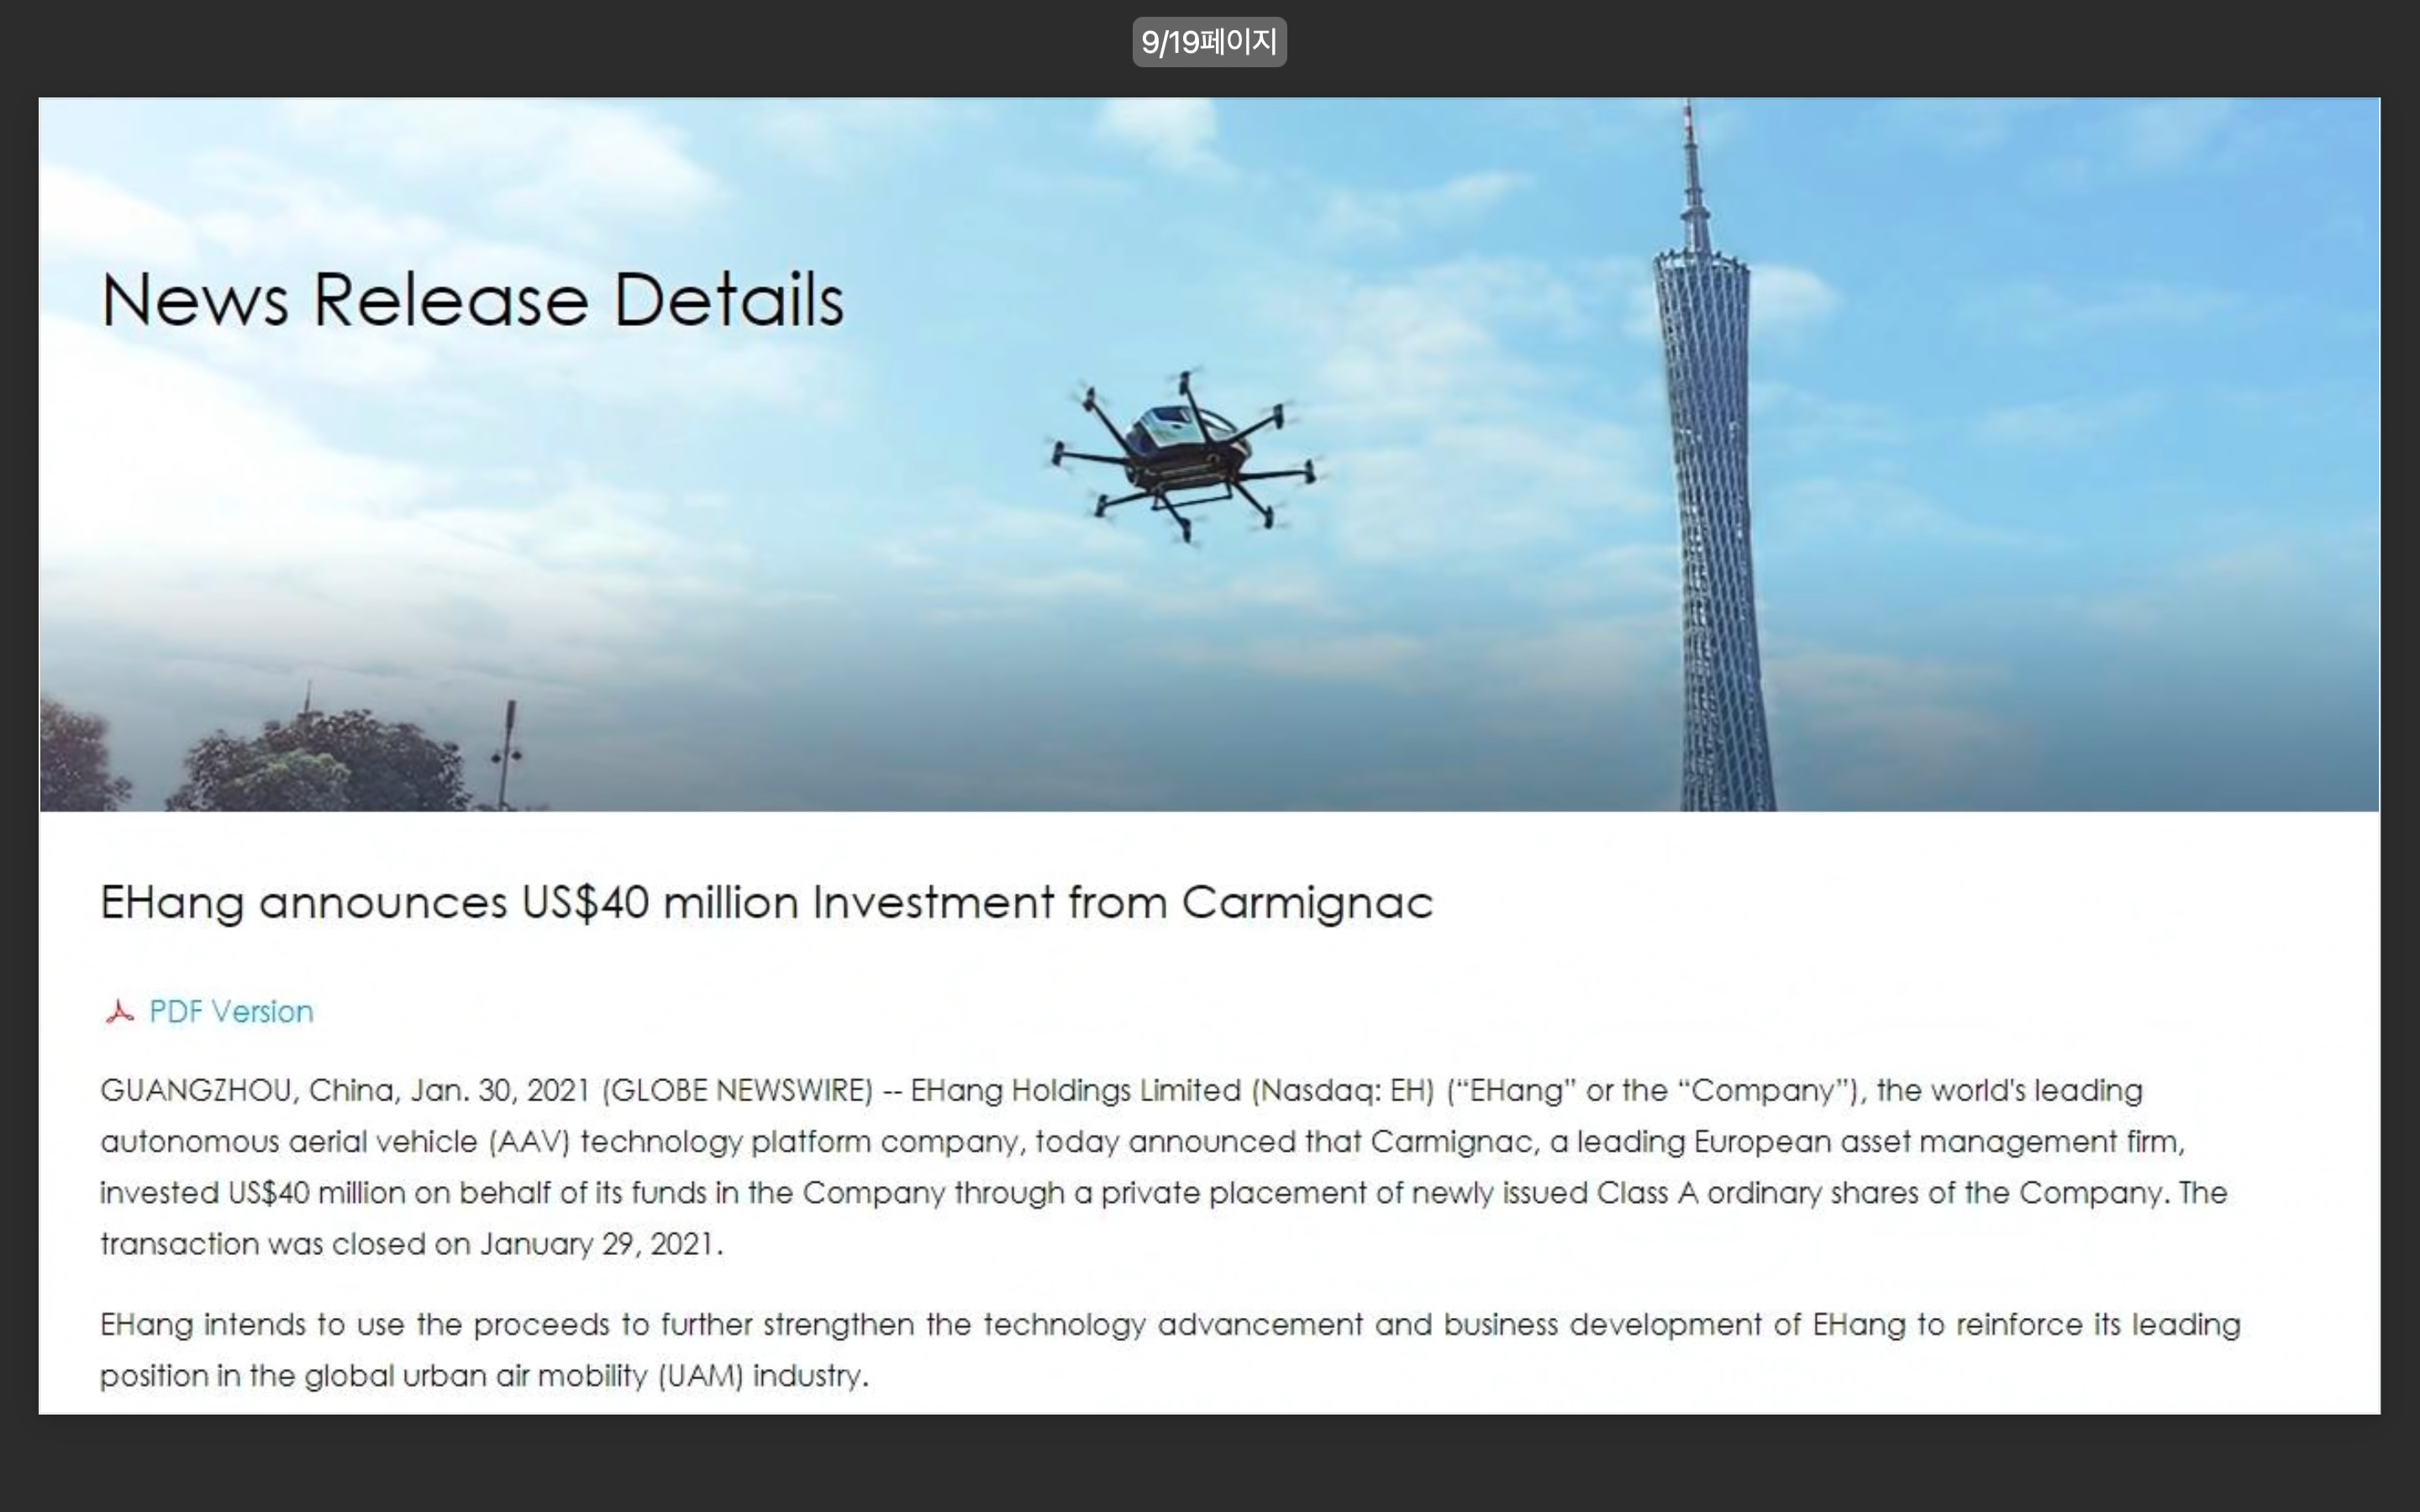 9/19페이지
News Release Details
EHang announces US$40 million Investment from Carmignac
PDF Version
GUANGZHOU, China, Jan. 30, 2021 (GLOBE NEWSWIRE) -- EHang Holdings Limited (Nasdaq: EH) (“EHang” or the “Company”), the world's leading
autonomous aerial vehicle (AAV) technology platform company, today announced that Carmignac, a leading European asset management firm,
invested US$40 million on behalf of its funds in the Company through a private placement of newly issued Class A ordinary shares of the Company. The
transaction was closed on January 29, 2021.
EHang intends to use the proceeds to further strengthen the technology advancement and business development of EHang to reinforce its leading
position in the global urban air mobility (UAM) industry.